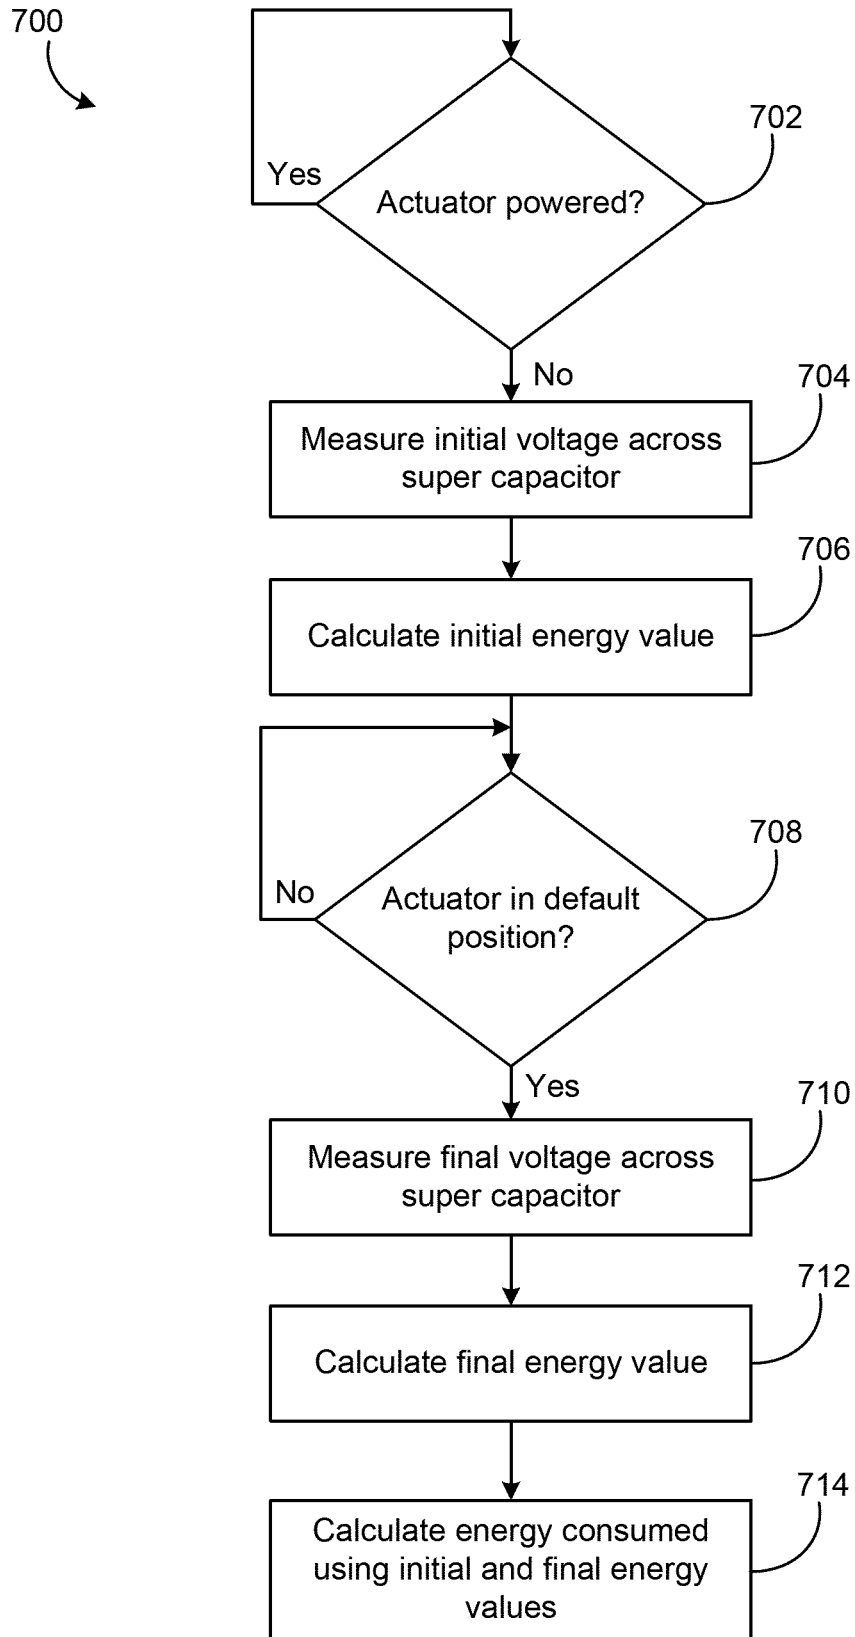 700
702
Yes
Actuator powered?
No
704
Measure initial voltage across
super capacitor
706
Calculate initial energy value
708
No
Actuator in default
position?
Yes
710
Measure final voltage across
super capacitor
712
Calculate final energy value
714
Calculate energy consumed
using initial and final energy
values